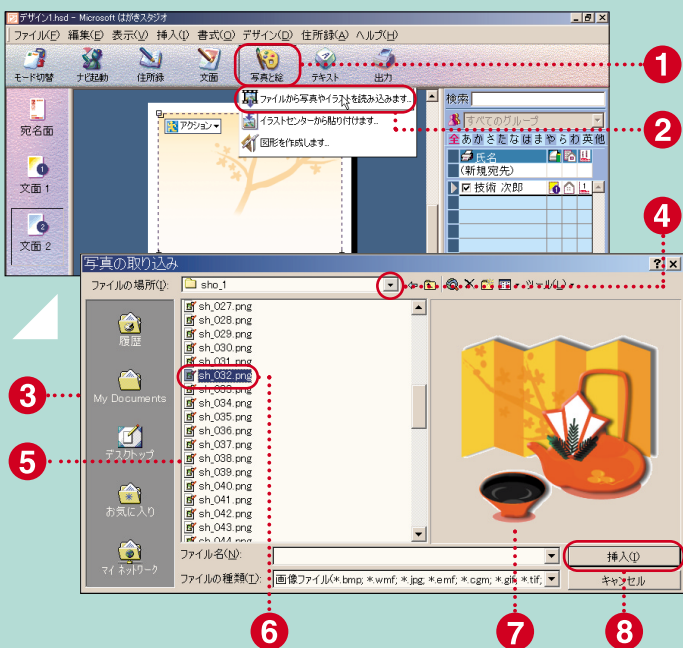 デザイン1.hsd - Microsoft はがきスタジオ
ファイル(F) 編集(E) 表示(V) 挿入(I) 書式(O) デザイン(D) 住所録(A) ヘルプ(H)
モード切替 ナビ起動 住所録 文面 写真と絵 テキスト 出力
1
ファイルから写真やイラストを読み込みます...
イラストセンターから貼り付けます...
図形を作成します...
2
宛名面
文面 1
文面 2
アクション
検索
すべてのグループ
全あかさたなはまやらわ英他
氏名
(新規宛先)
技術 次郎
4
写真の取り込み
ファイルの場所(I):
sho_1
ツール(L)
履歴
My Documents
デスクトップ
お気に入り
マイ ネットワーク
3
5
sh_027.png
sh_028.png
sh_029.png
sh_030.png
sh_031.png
sh_032.png
sh_033.png
sh_034.png
sh_035.png
sh_036.png
sh_037.png
sh_038.png
sh_039.png
sh_040.png
sh_041.png
sh_042.png
sh_043.png
sh_044.png
ファイル名(N):
挿入(I)
ファイルの種類(T):
画像ファイル(*.bmp; *.wmf; *.jpg; *.emf; *.cgm; *.gif; *.tif;
キャンセル
6
7
8